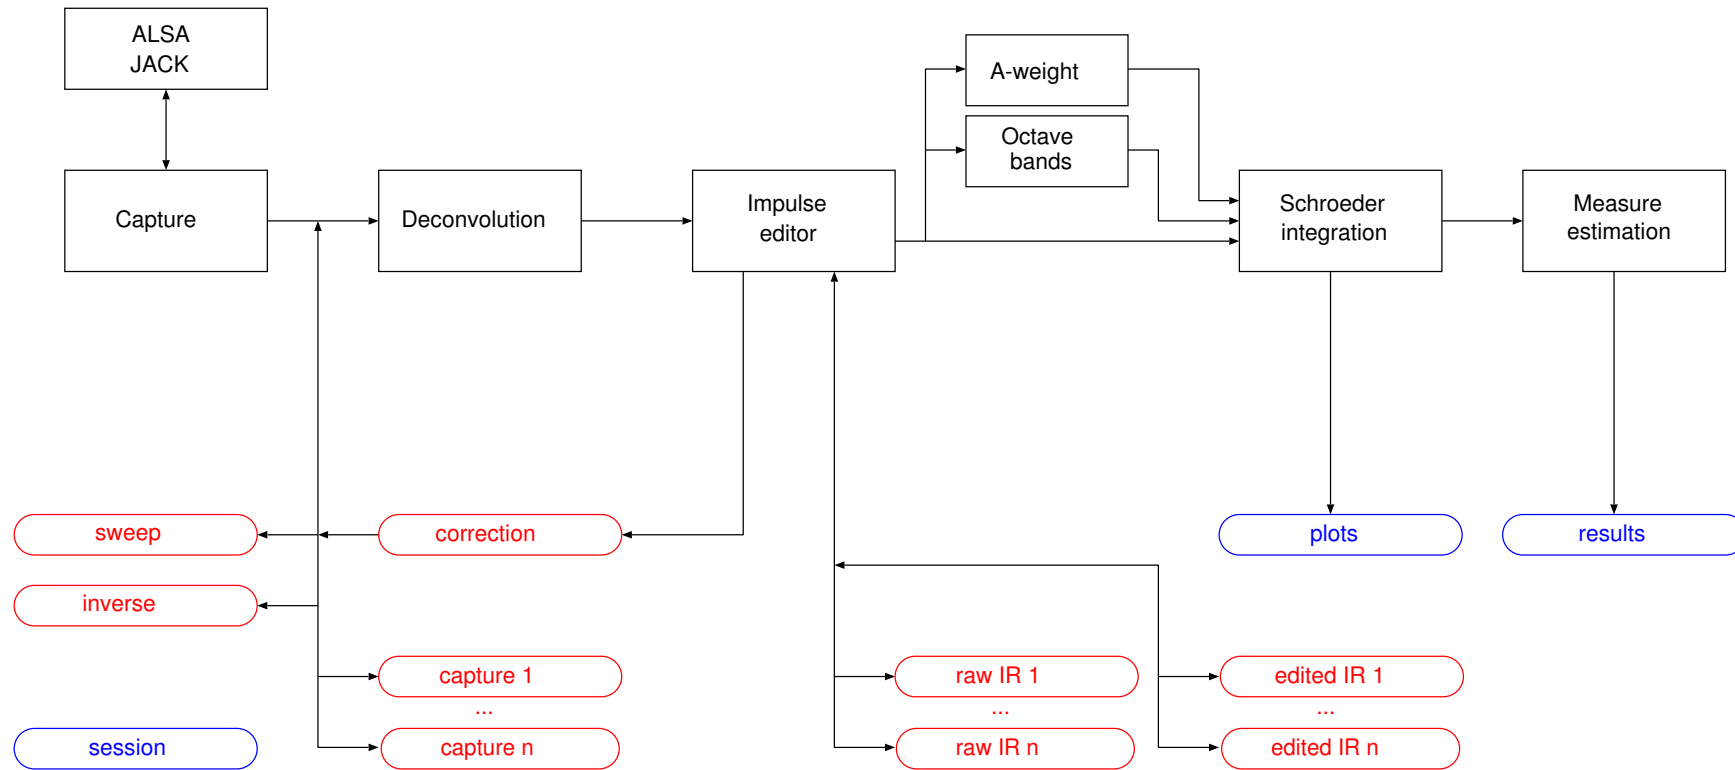 ALSA
JACK
A-weight
Octave
bands
Capture
Deconvolution
Impulse
editor
Schroeder
integration
Measure
estimation
sweep
correction
plots
results
inverse
capture 1
raw IR 1
edited IR 1
...
...
...
session
capture n
raw IR n
edited IR n